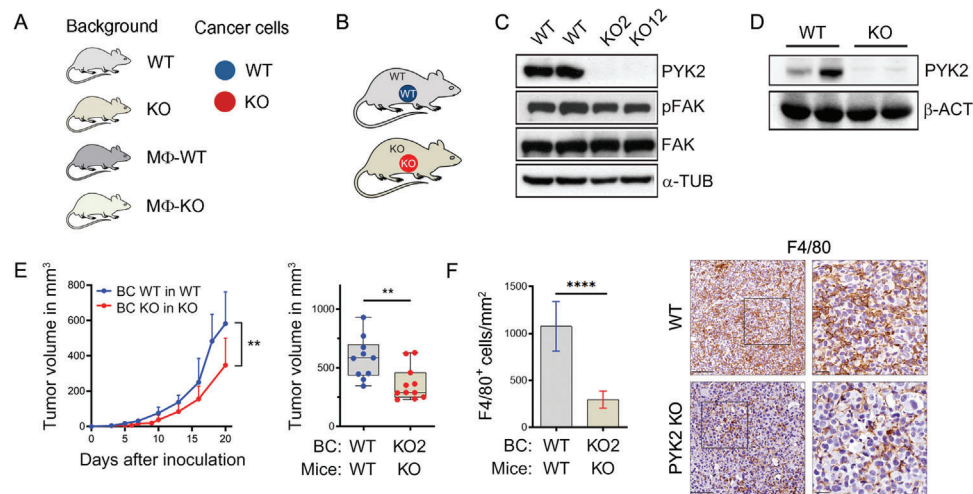 A
Background
Cancer cells
WT
KO
MΦ-WT
MΦ-KO
WT
KO
B
WT
WT
KO
KO
C
WT WT KO2 KO12
PYK2
pFAK
FAK
α-TUB
D
WT KO
PYK2
β-ACT
E
Tumor volume in mm³
800
600
400
200
0
BC WT in WT
BC KO in KO
**
0 5 10 15 20
Days after inoculation
Tumor volume in mm³
1000
500
0
**
BC: WT KO2
Mice: WT KO
F
F4/80⁺ cells/mm²
1500
1000
500
0
****
BC: WT KO2
Mice: WT KO
F4/80
WT
PYK2 KO